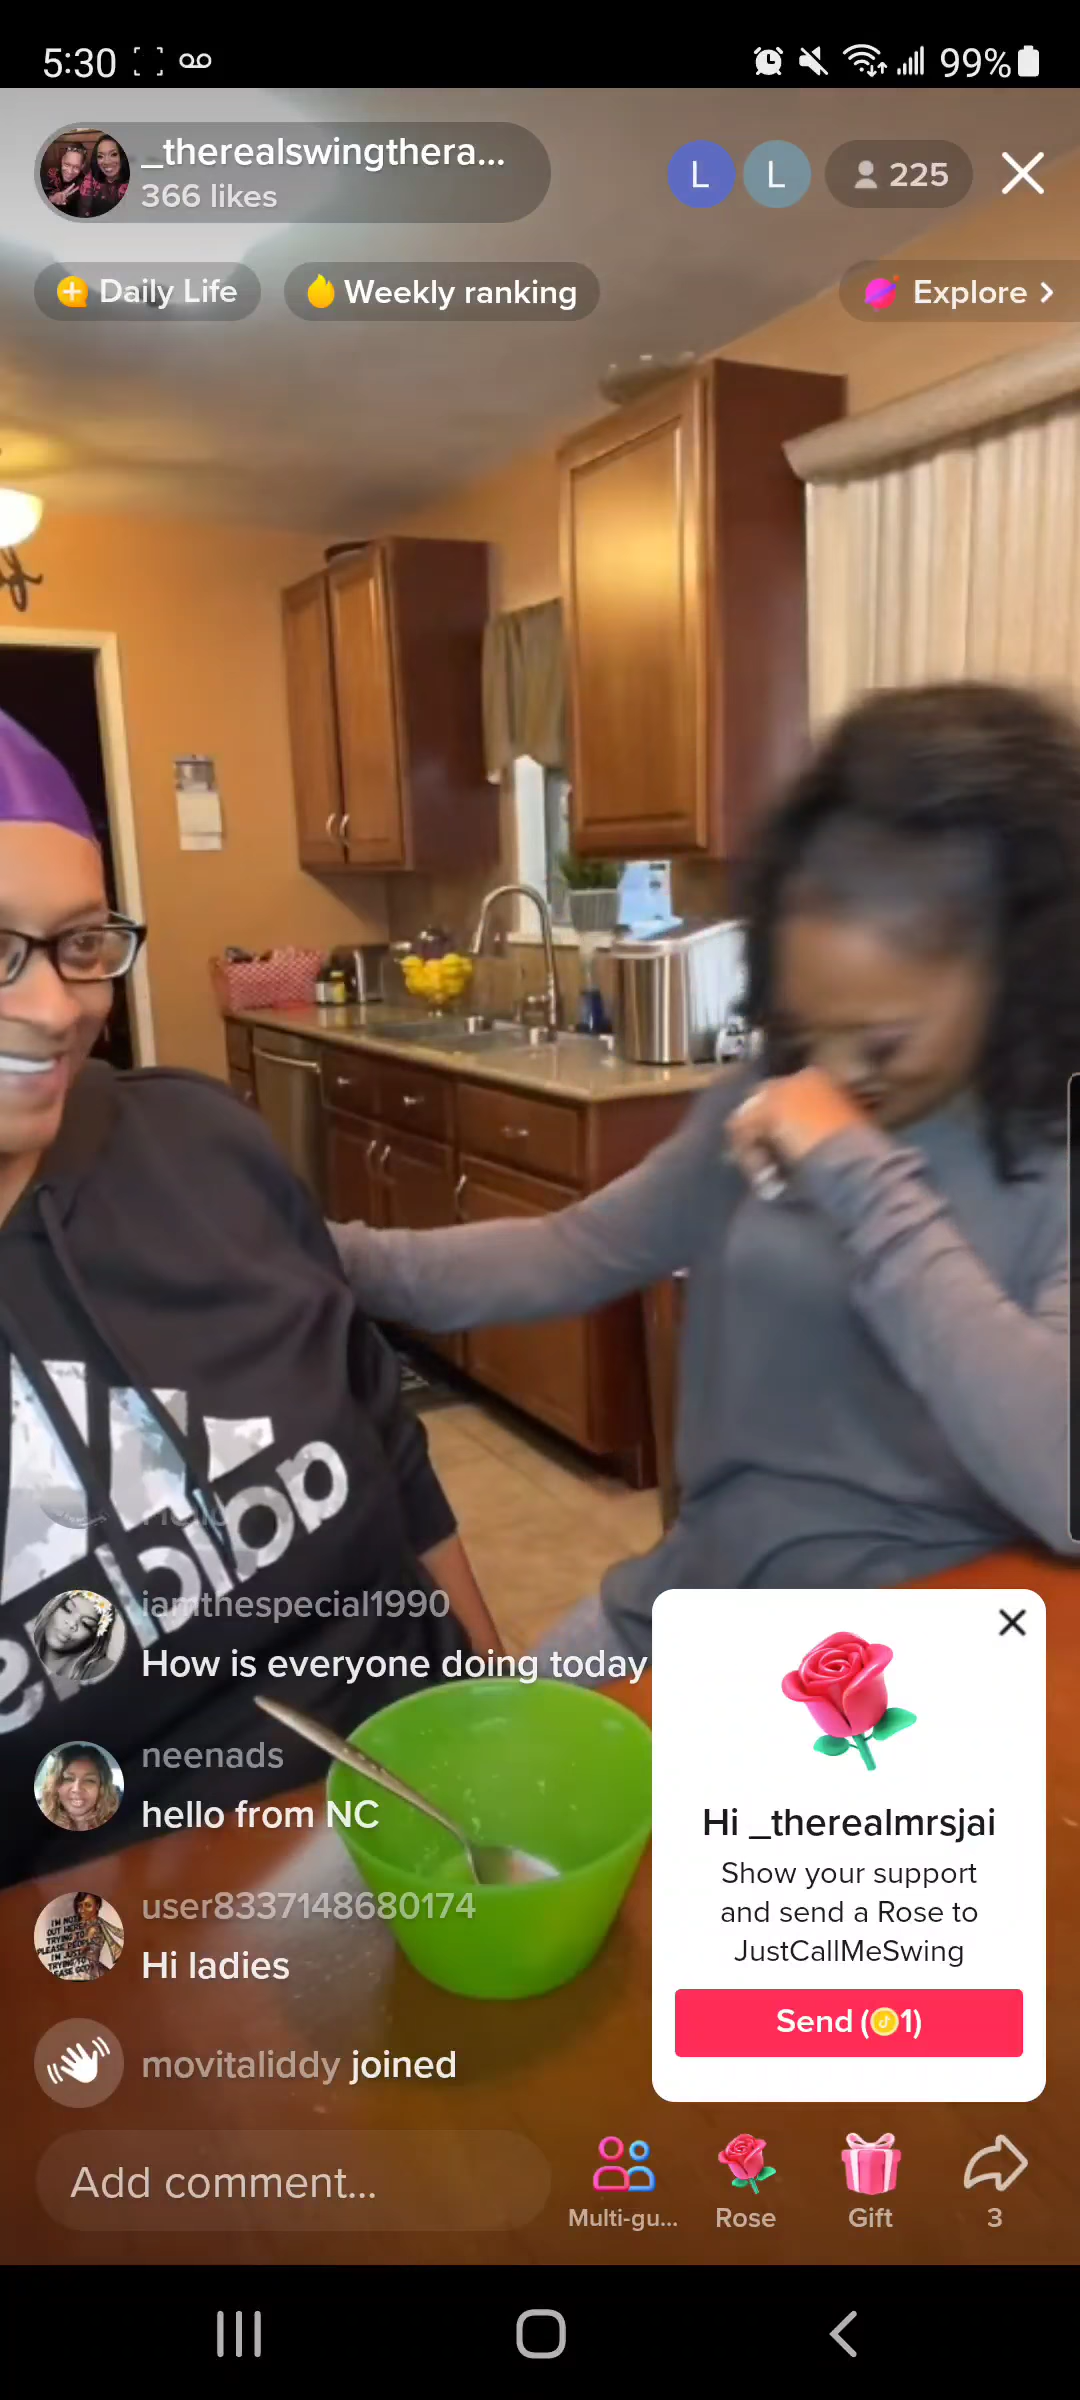 5:30
99%
_therealswingthera...
366 likes
L
L
225
Daily Life
Weekly ranking
Explore
adidas
iamthespecial1990
How is everyone doing today
neenads
hello from NC
user8337148680174
Hi ladies
movitaliddy joined
Hi _therealmrsjai
Show your support
and send a Rose to
JustCallMeSwing
Send (1)
Add comment...
Multi-gu...
Rose
Gift
3